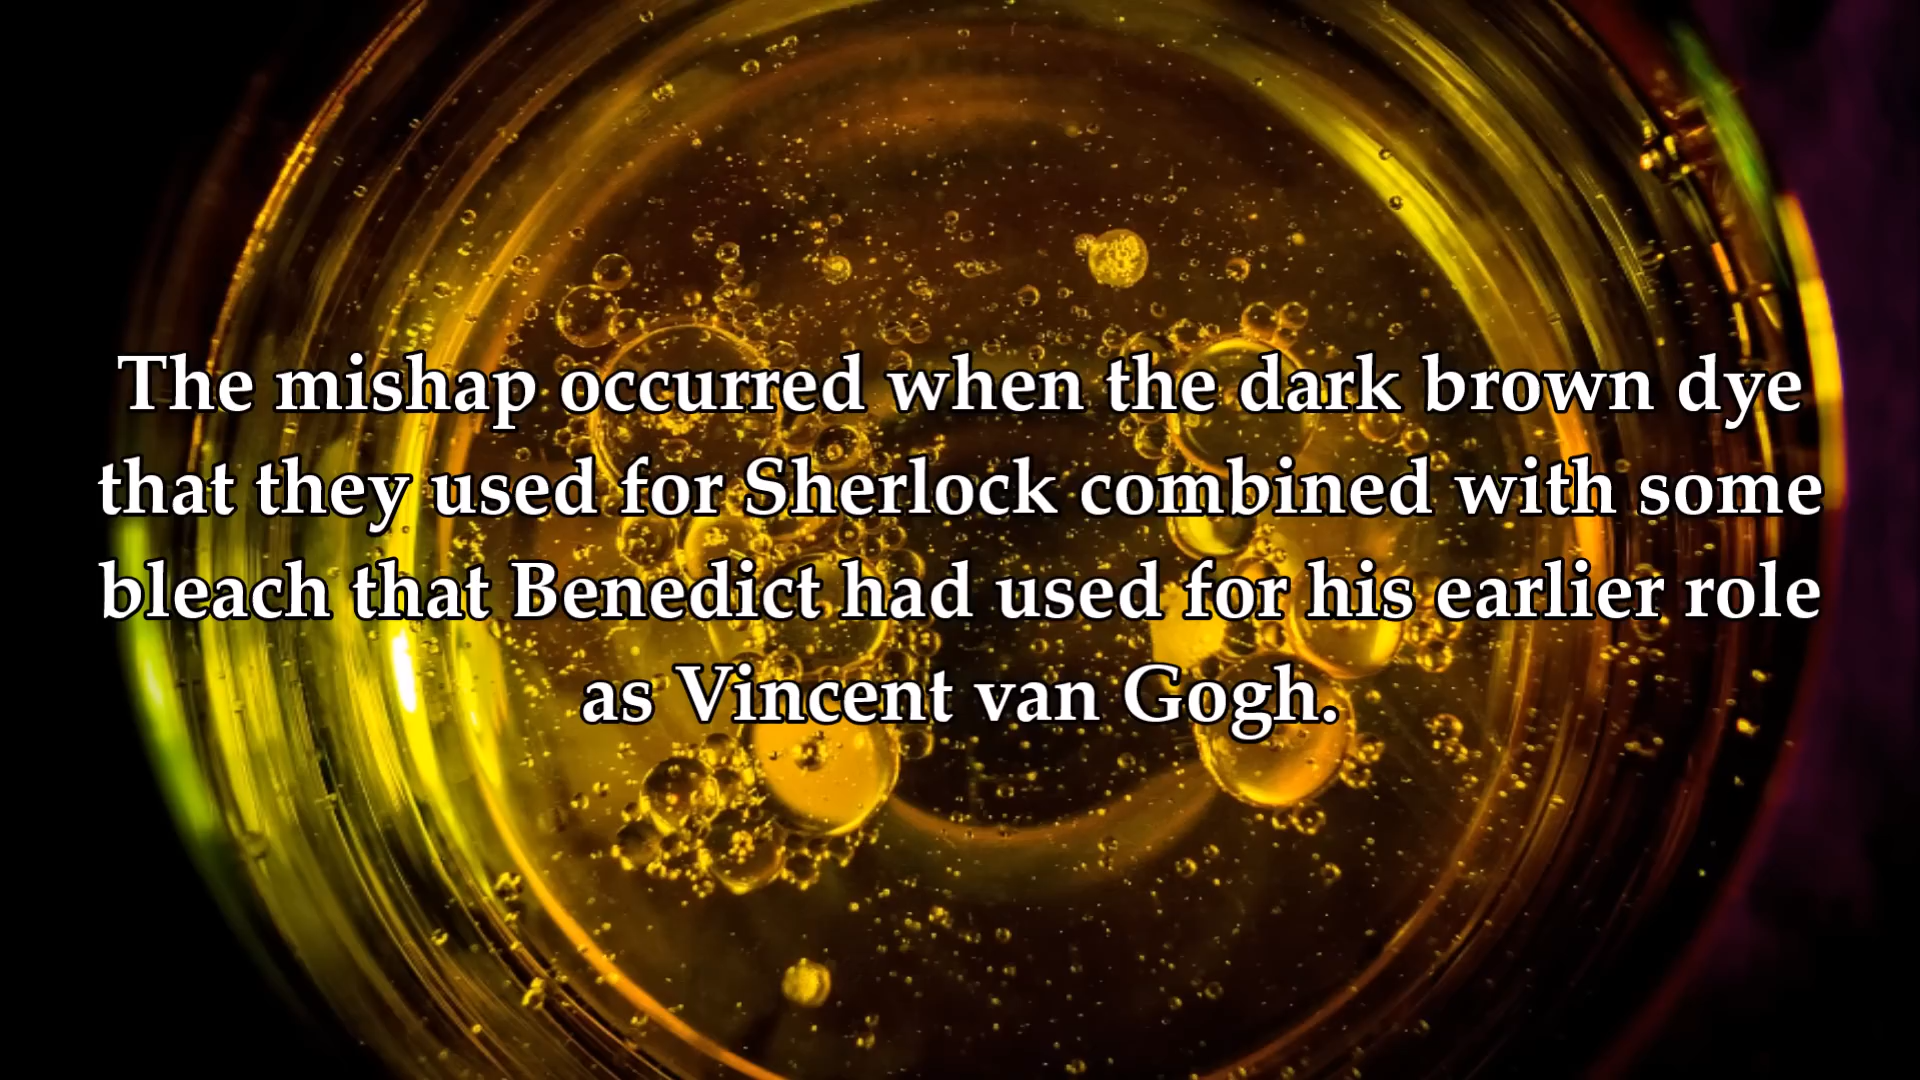 The mishap occurred when the dark brown dye
that they used for Sherlock combined with some
bleach that Benedict had used for his earlier role
as Vincent van Gogh.